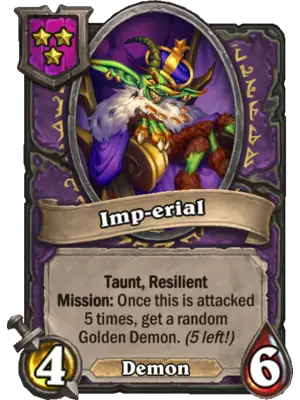 Imp-erial
Taunt, Resilient
Mission: Once this is attacked
5 times, get a random
Golden Demon. (5 left!)
4
Demon
6